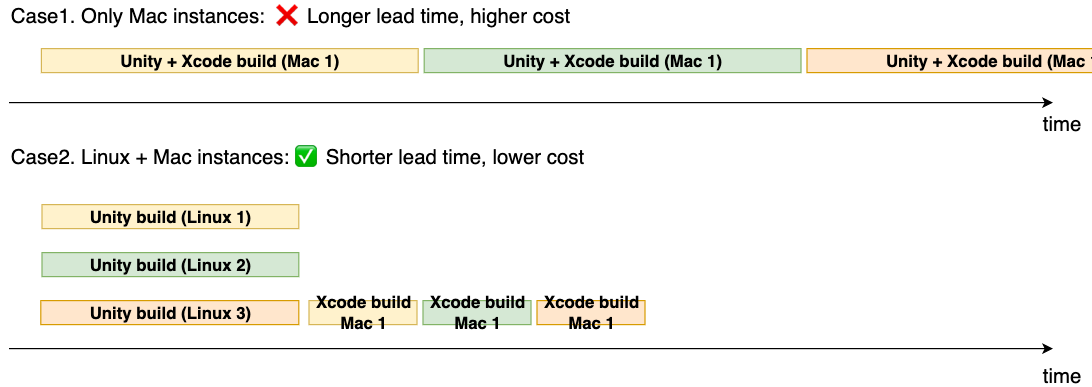 Case1. Only Mac instances: ❌ Longer lead time, higher cost
Unity + Xcode build (Mac 1)
Unity + Xcode build (Mac 1)
Unity + Xcode build (Mac 1
time
Case2. Linux + Mac instances: ✅ Shorter lead time, lower cost
Unity build (Linux 1)
Unity build (Linux 2)
Unity build (Linux 3)
Xcode build
Mac 1
Xcode build
Mac 1
Xcode build
Mac 1
time